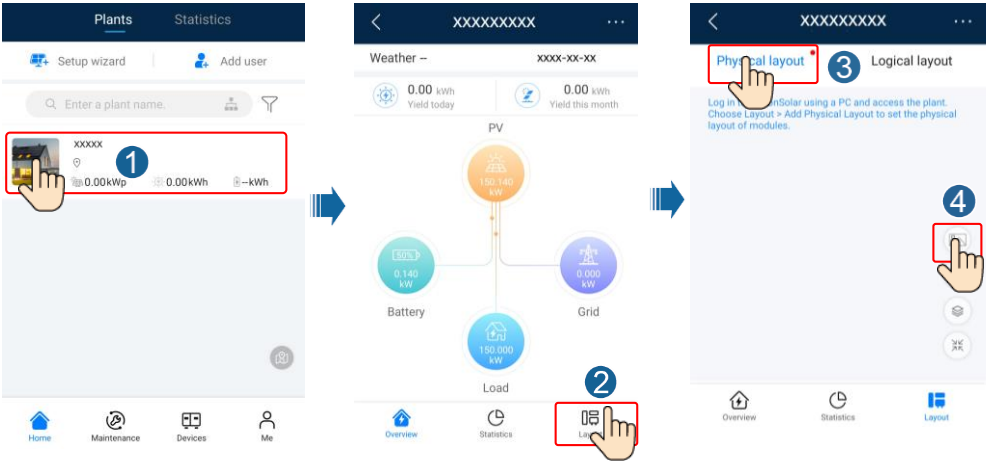 Plants
Statistics
Setup wizard
Add user
Enter a plant name.
xxxxx
1
0.00kWp
0.00kWh
--kWh
Home
Maintenance
Devices
Me
xxxxxxxxx
Weather --
xxxx-xx-xx
0.00 kWh
Yield today
0.00 kWh
Yield this month
PV
150.140
kW
50%
0.140
kW
0.000
kW
Battery
Grid
150.000
kW
Load
2
Overview
Statistics
xxxxxxxxx
layout
3
Logical layout
Log in using a PC and access the plant.
Choose Layout > Add Physical Layout to set the physical
layout of modules.
4
Overview
Statistics
Layout